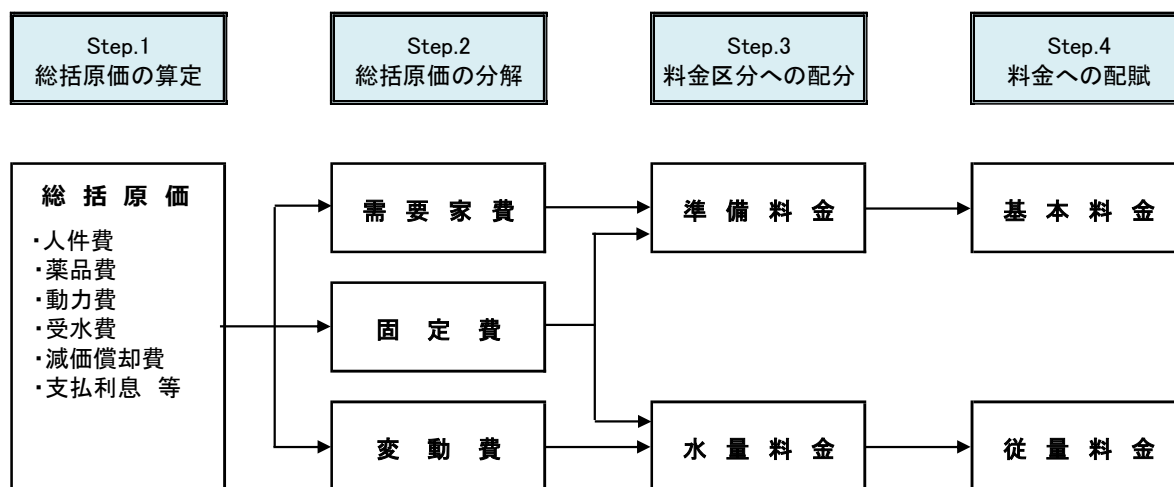 Step.1
総括原価の算定
Step.2
総括原価の分解
Step.3
料金区分への配分
Step.4
料金への配賦
総括原価
・人件費
・薬品費
・動力費
・受水費
・減価償却費
・支払利息 等
需要家費
固定費
変動費
準備料金
水量料金
基本料金
従量料金